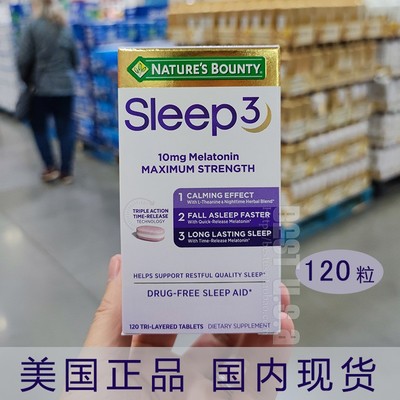 NATURE'S BOUNTY
Sleep3
10mg Melatonin
MAXIMUM STRENGTH
TRIPLE ACTION
TIME-RELEASE
TECHNOLOGY
1 CALMING EFFECT
With L-Theanine & Nighttime Herbal Blend*
2 FALL ASLEEP FASTER
With Quick-Release Melatonin*
3 LONG LASTING SLEEP
With Time-Release Melatonin*
HELPS SUPPORT RESTFUL QUALITY SLEEP*
DRUG-FREE SLEEP AID*
120 TRI-LAYERED TABLETS DIETARY SUPPLEMENT
120粒
美国正品 国内现货